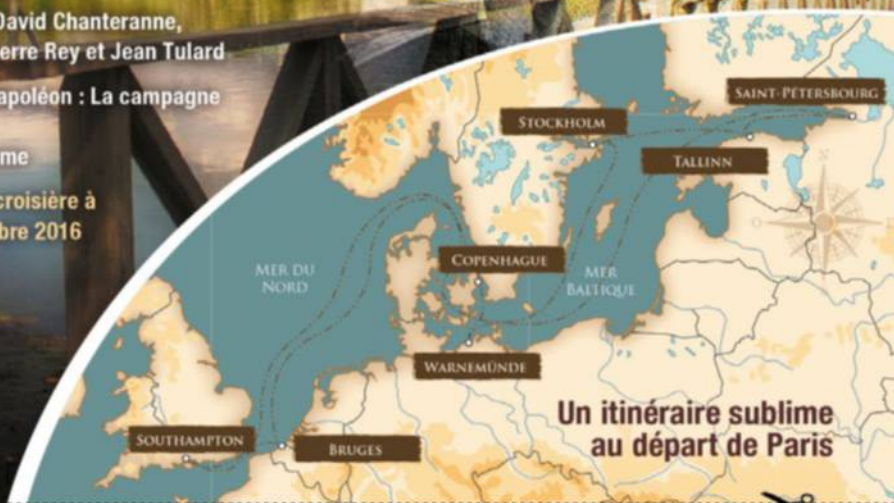 David Chanteranne,
erre Rey et Jean Tulard
apoléon : La campagne
me
croisière à
bre 2016
SAINT-PÉTERSBOURG
STOCKHOLM
TALLINN
COPENHAGUE
MER DU
NORD
MER
BALTIQUE
WARNEMÜNDE
Un itinéraire sublime
au départ de Paris
SOUTHAMPTON
BRUGES
N